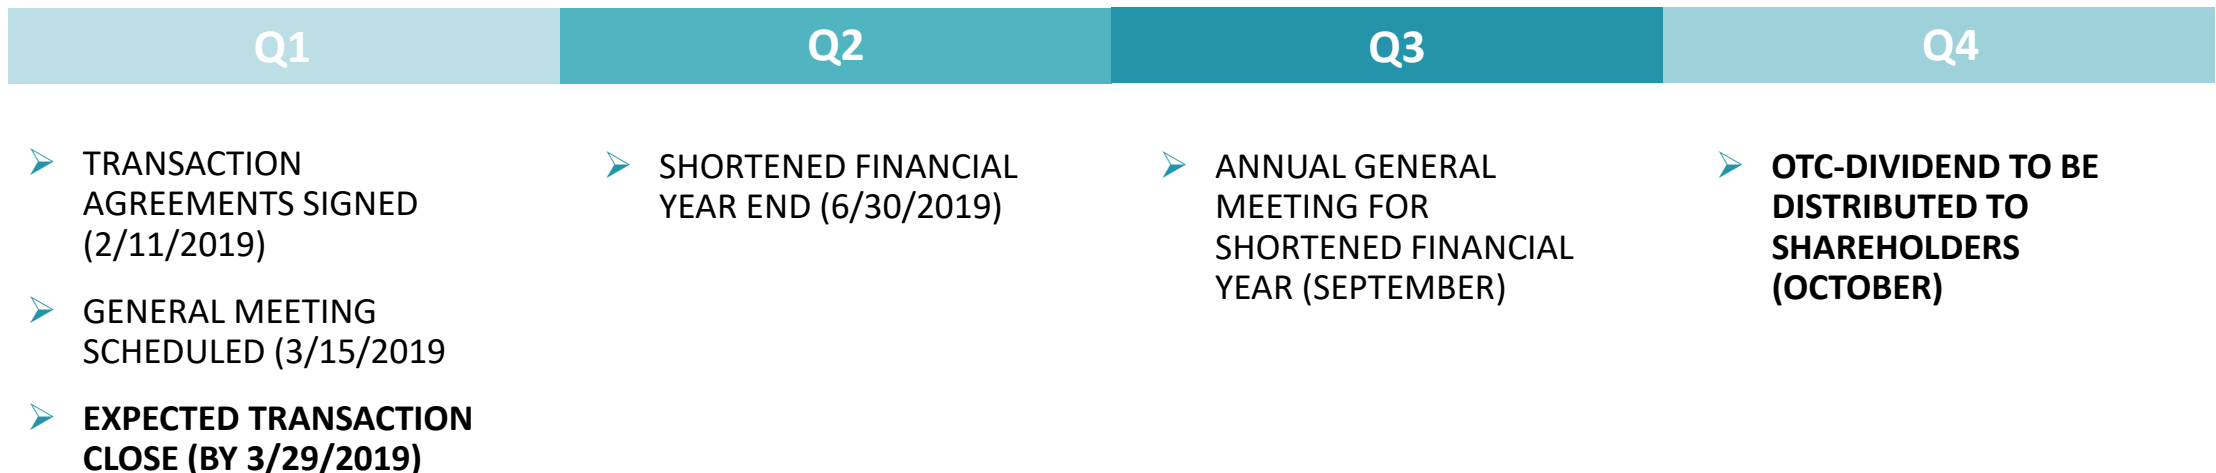 Q1
Q2
Q3
Q4
TRANSACTION
AGREEMENTS SIGNED
(2/11/2019)
GENERAL MEETING
SCHEDULED (3/15/2019
EXPECTED TRANSACTION
CLOSE (BY 3/29/2019)
SHORTENED FINANCIAL
YEAR END (6/30/2019)
ANNUAL GENERAL
MEETING FOR
SHORTENED FINANCIAL
YEAR (SEPTEMBER)
OTC-DIVIDEND TO BE
DISTRIBUTED TO
SHAREHOLDERS
(OCTOBER)